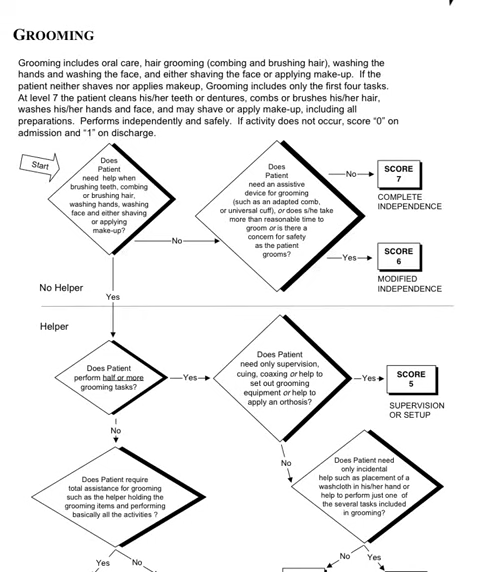 GROOMING
Grooming includes oral care, hair grooming (combing and brushing hair), washing the
hands and washing the face, and either shaving the face or applying make-up. If the
patient neither shaves nor applies makeup, Grooming includes only the first four tasks.
At level 7 the patient cleans his/her teeth or dentures, combs or brushes his/her hair,
washes his/her hands and face, and may shave or apply make-up, including all
preparations. Performs independently and safely. If activity does not occur, score “0” on
admission and “1” on discharge.
Start
Does
Patient
need help when
brushing teeth, combing
or brushing hair,
washing hands, washing
face and either shaving
or applying
make-up?
No
Does
Patient
need an assistive
device for grooming
(such as an adapted comb,
or universal cuff), or does s/he take
more than reasonable time to
groom or is there a
concern for safety
as the patient
grooms?
No
SCORE
7
COMPLETE
INDEPENDENCE
Yes
SCORE
6
MODIFIED
INDEPENDENCE
No Helper
Yes
Helper
Does Patient
perform half or more
grooming tasks?
Yes
Does Patient
need only supervision,
cuing, coaxing or help to
set out grooming
equipment or help to
apply an orthosis?
Yes
SCORE
5
SUPERVISION
OR SETUP
No
No
Does Patient require
total assistance for grooming
such as the helper holding the
grooming items and performing
basically all the activities ?
Does Patient need
only incidental
help such as placement of a
washcloth in his/her hand or
help to perform just one of
the several tasks included
in grooming?
Yes
No
No
Yes